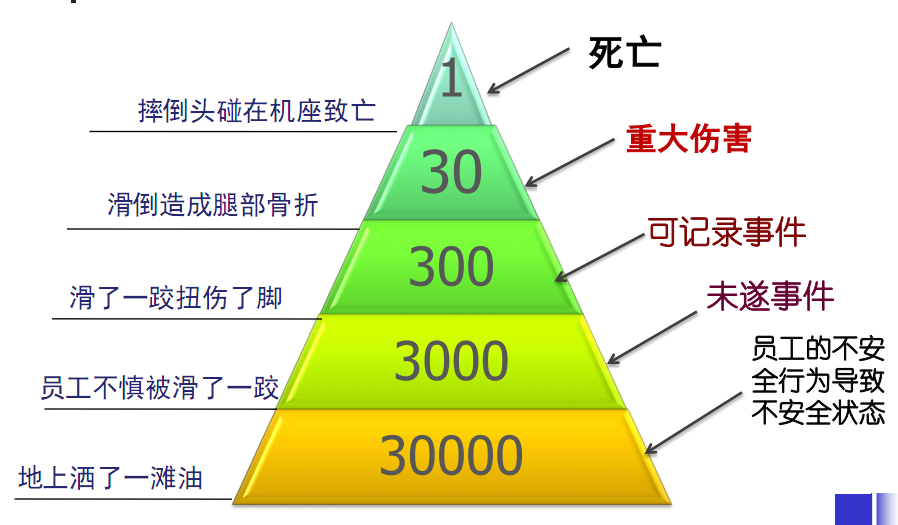 1
死亡
摔倒头碰在机座致亡
30
重大伤害
滑倒造成腿部骨折
300
可记录事件
滑了一跤扭伤了脚
3000
未遂事件
员工不慎被滑了一跤
员工的不安
全行为导致
不安全状态
30000
地上洒了一滩油